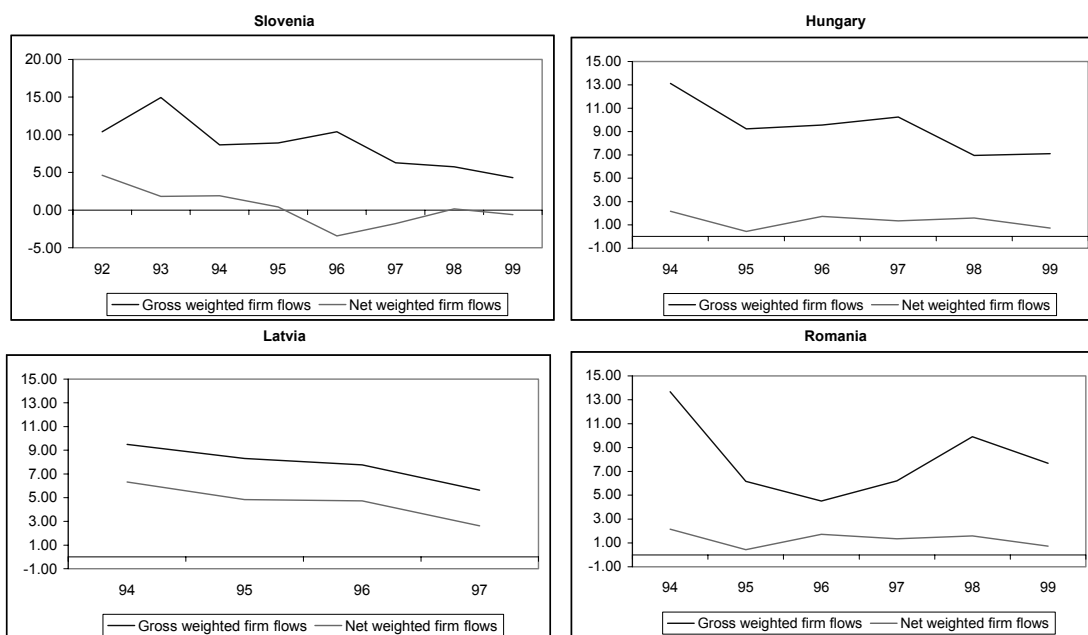 Slovenia
20.00
15.00
10.00
5.00
0.00
-5.00
92 93 94 95 96 97 98 99
Gross weighted firm flows Net weighted firm flows
Hungary
15.00
13.00
11.00
9.00
7.00
5.00
3.00
1.00
-1.00
94 95 96 97 98 99
Gross weighted firm flows Net weighted firm flows
Latvia
15.00
13.00
11.00
9.00
7.00
5.00
3.00
1.00
-1.00
94 95 96 97
Gross weighted firm flows Net weighted firm flows
Romania
15.00
13.00
11.00
9.00
7.00
5.00
3.00
1.00
-1.00
94 95 96 97 98 99
Gross weighted firm flows Net weighted firm flows